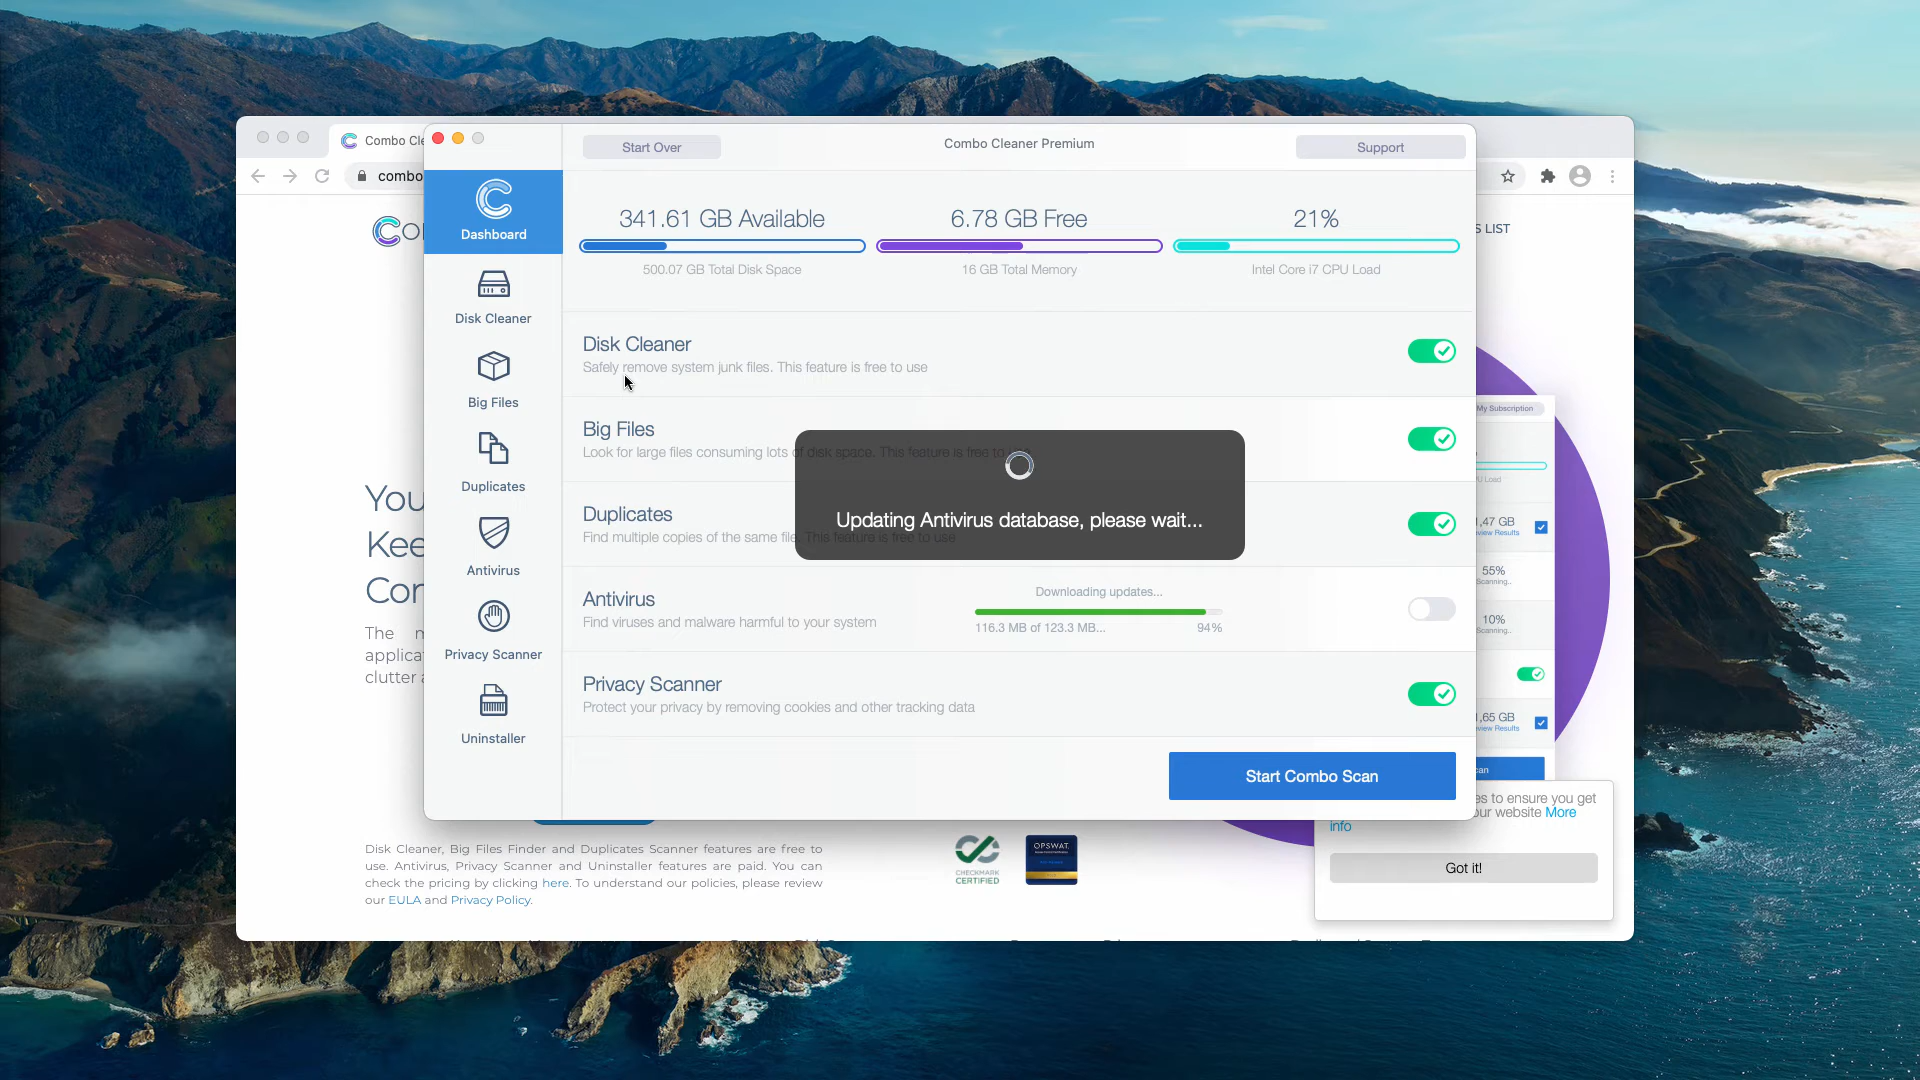 Combo Cle
combo
Start Over
Combo Cleaner Premium
Support
Dashboard
341.61 GB Available
6.78 GB Free
21%
500.07 GB Total Disk Space
16 GB Total Memory
Intel Core i7 CPU Load
S LIST
Disk Cleaner
Disk Cleaner
Safely remove system junk files. This feature is free to use
Big Files
Big Files
Look for large files consuming lots of disk space. This feature is free to
My Subscription
Updating Antivirus database, please wait...
Duplicates
Duplicates
Find multiple copies of the same file. This feature is free to use
,47 GB
view Results
55%
Scanning..
Antivirus
Antivirus
Find viruses and malware harmful to your system
Downloading updates...
116.3 MB of 123.3 MB...
94%
10%
Scanning..
Privacy Scanner
Privacy Scanner
Protect your privacy by removing cookies and other tracking data
,65 GB
view Results
Uninstaller
Start Combo Scan
You
Kee
Con
The m
applica
clutter
Disk Cleaner, Big Files Finder and Duplicates Scanner features are free to
use. Antivirus, Privacy Scanner and Uninstaller features are paid. You can
check the pricing by clicking here. To understand our policies, please review
our EULA and Privacy Policy.
CHECKMARK
CERTIFIED
OPSWAT.
es to ensure you get
our website More
info
Got it!